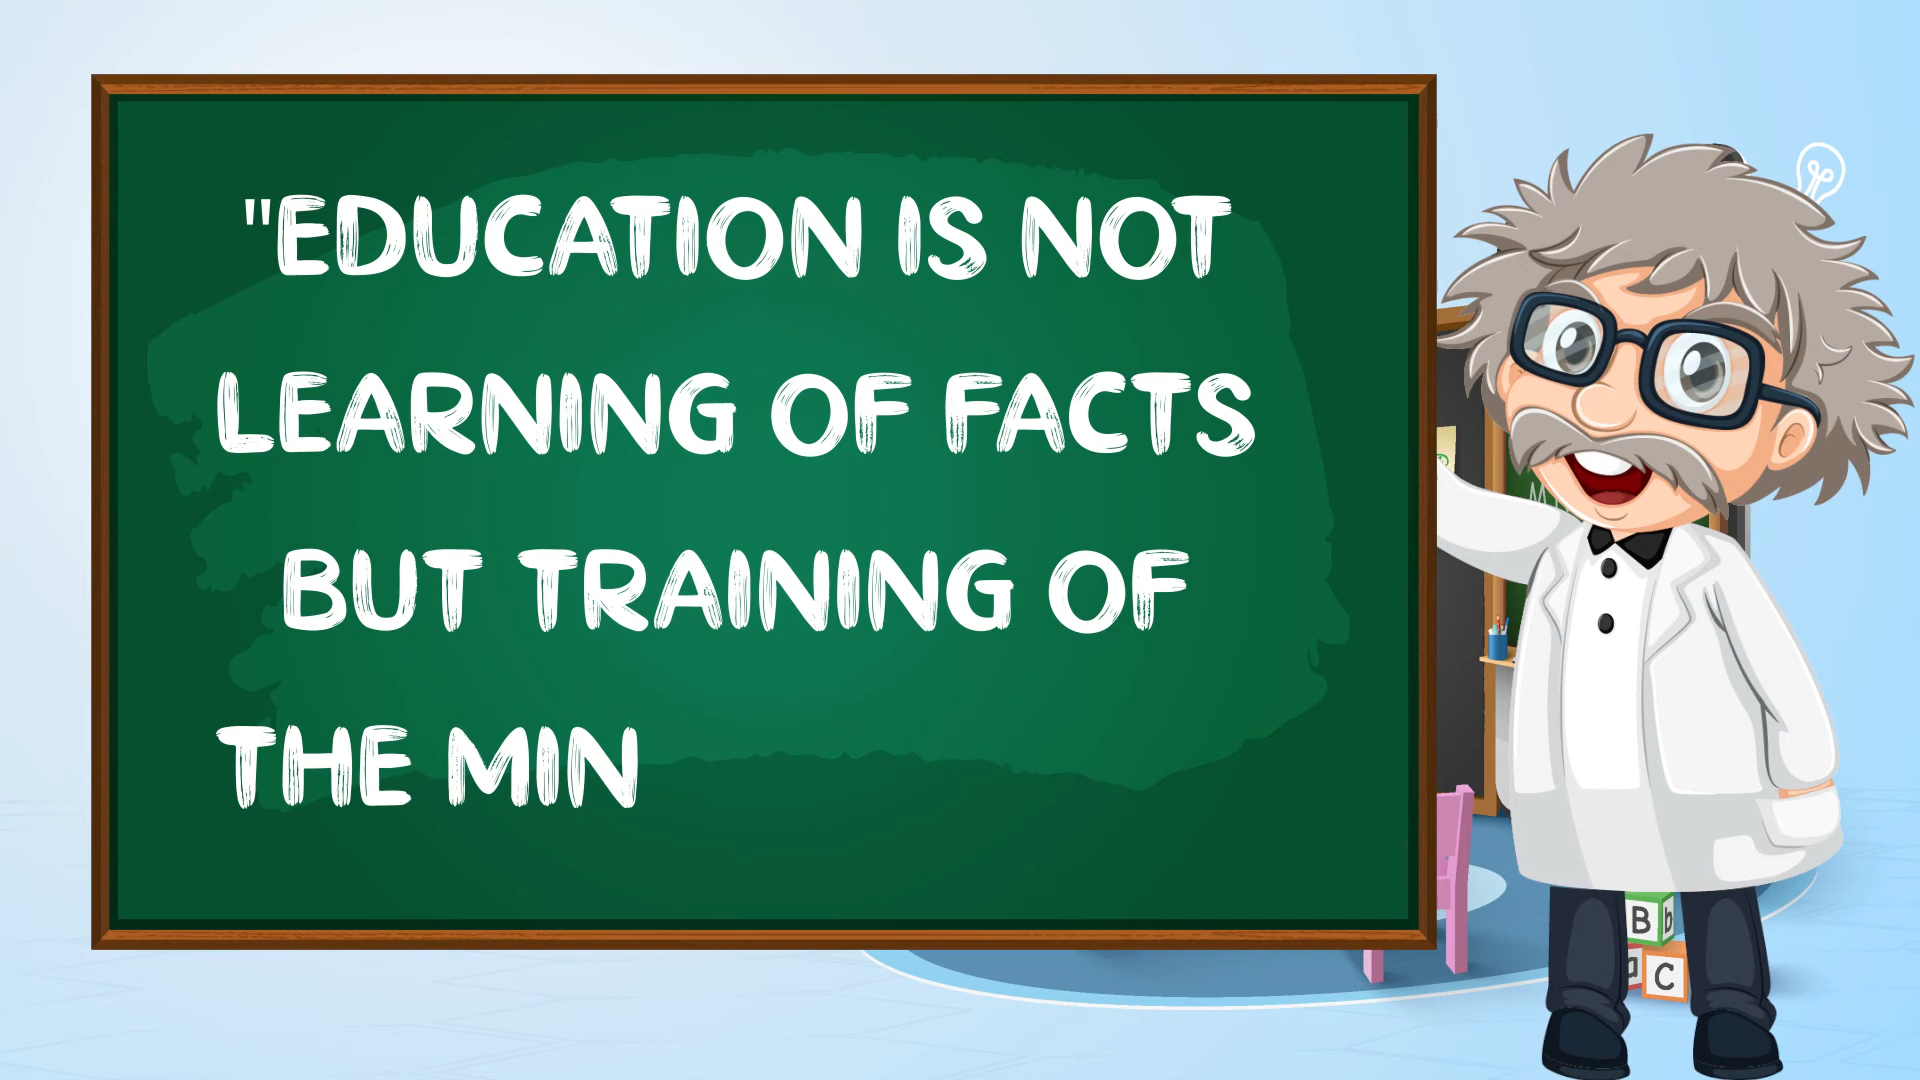 "EDUCATION IS NOT
LEARNING OF FACTS
BUT TRAINING OF
THE MIN
B b
a C